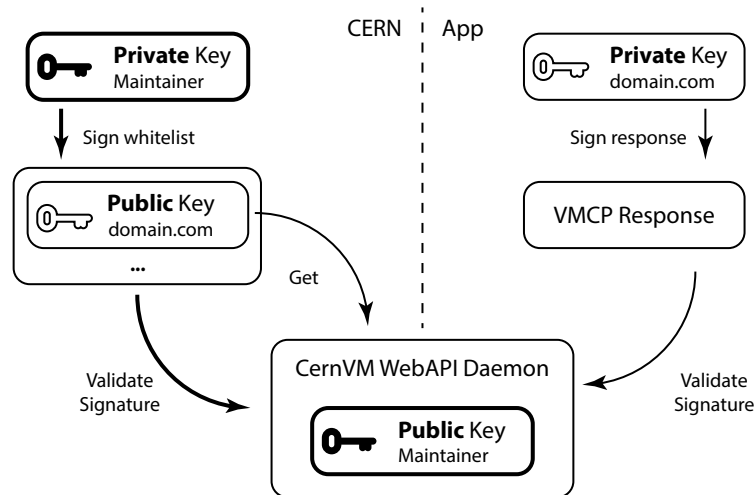 CERN
App
Private Key
Maintainer
Private Key
domain.com
Sign whitelist
Sign response
Public Key
domain.com
...
VMCP Response
Get
Validate
Signature
CernVM WebAPI Daemon
Public Key
Maintainer
Validate
Signature